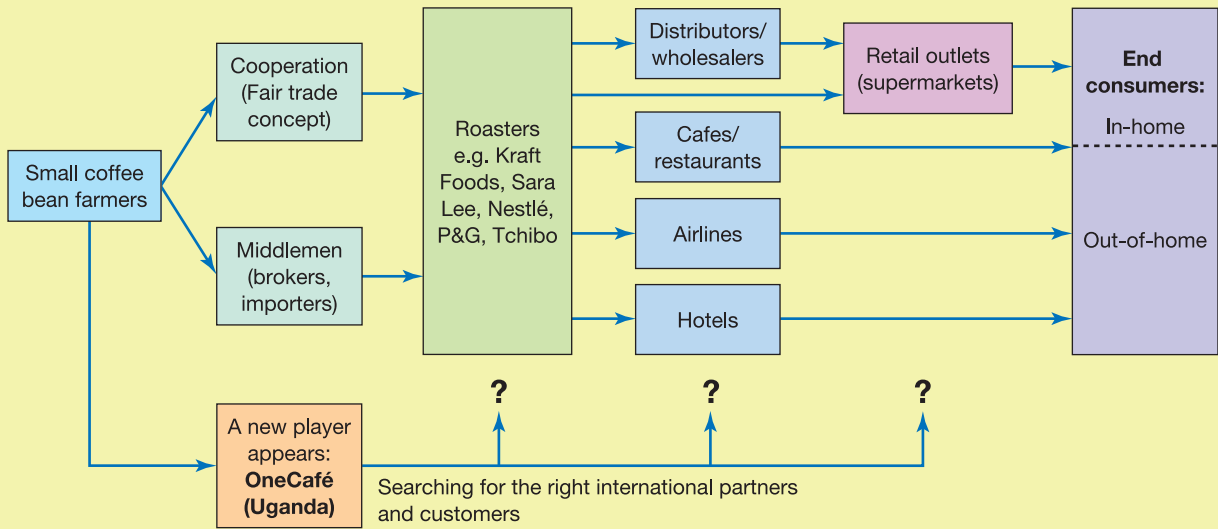 Small coffee
bean farmers
Cooperation
(Fair trade
concept)
Middlemen
(brokers,
importers)
Roasters
e.g. Kraft
Foods, Sara
Lee, Nestlé,
P&G, Tchibo
Distributors/
wholesalers
Retail outlets
(supermarkets)
Cafes/
restaurants
Airlines
Hotels
End
consumers:
In-home
Out-of-home
A new player
appears:
OneCafé
(Uganda)
?
?
?
Searching for the right international partners
and customers